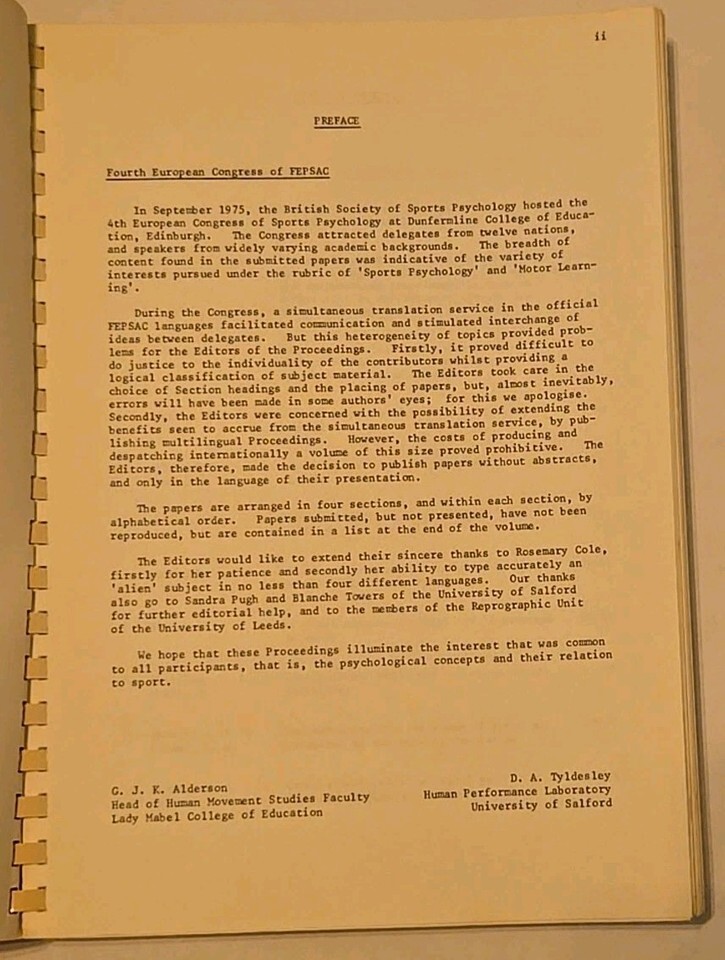 ii
PREFACE
Fourth European Congress of FEPSAC
In September 1975, the British Society of Sports Psychology hosted the
4th European Congress of Sports Psychology at Dunfermline College of Educa-
tion, Edinburgh. The Congress attracted delegates from twelve nations,
and speakers from widely varying academic backgrounds. The breadth of
content found in the submitted papers was indicative of the variety of
interests pursued under the rubric of 'Sports Psychology' and 'Motor Learn-
ing'.
During the Congress, a simultaneous translation service in the official
FEPSAC languages facilitated communication and stimulated interchange of
ideas between delegates. But this heterogeneity of topics provided prob-
lems for the Editors of the Proceedings. Firstly, it proved difficult to
do justice to the individuality of the contributors whilst providing a
logical classification of subject material. The Editors took care in the
choice of Section headings and the placing of papers, but, almost inevitably,
errors will have been made in some authors' eyes; for this we apologise.
Secondly, the Editors were concerned with the possibility of extending the
benefits seen to accrue from the simultaneous translation service, by pub-
lishing multilingual Proceedings. However, the costs of producing and
despatching internationally a volume of this size proved prohibitive. The
Editors, therefore, made the decision to publish papers without abstracts,
and only in the language of their presentation.
The papers are arranged in four sections, and within each section, by
alphabetical order. Papers submitted, but not presented, have not been
reproduced, but are contained in a list at the end of the volume.
The Editors would like to extend their sincere thanks to Rosemary Cole,
firstly for her patience and secondly her ability to type accurately an
'alien' subject in no less than four different languages. Our thanks
also go to Sandra Pugh and Blanche Towers of the University of Salford
for further editorial help, and to the members of the Reprographic Unit
of the University of Leeds.
We hope that these Proceedings illuminate the interest that was common
to all participants, that is, the psychological concepts and their relation
to sport.
G. J. K. Alderson
Head of Human Movement Studies Faculty
Lady Mabel College of Education
D. A. Tyldesley
Human Performance Laboratory
University of Salford